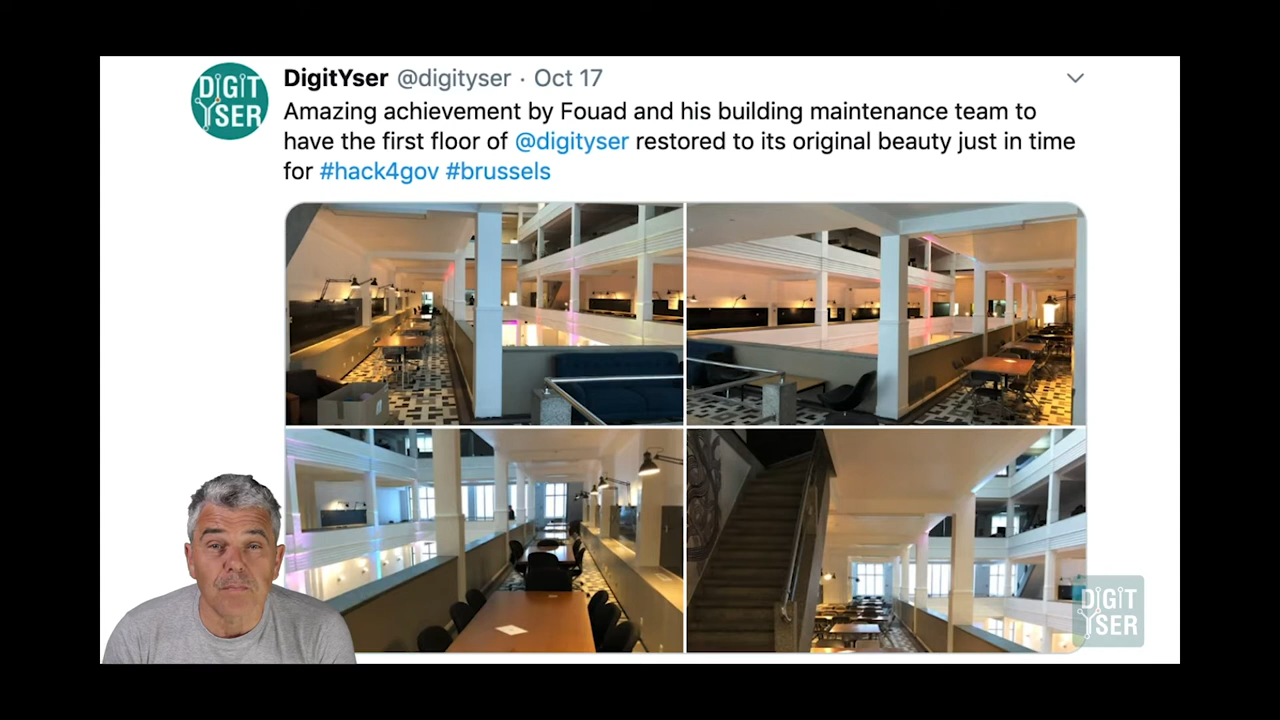 DIGIT
YSER
DigitYser @digityser · Oct 17
Amazing achievement by Fouad and his building maintenance team to
have the first floor of @digityser restored to its original beauty just in time
for #hack4gov #brussels
DIGIT
YSER